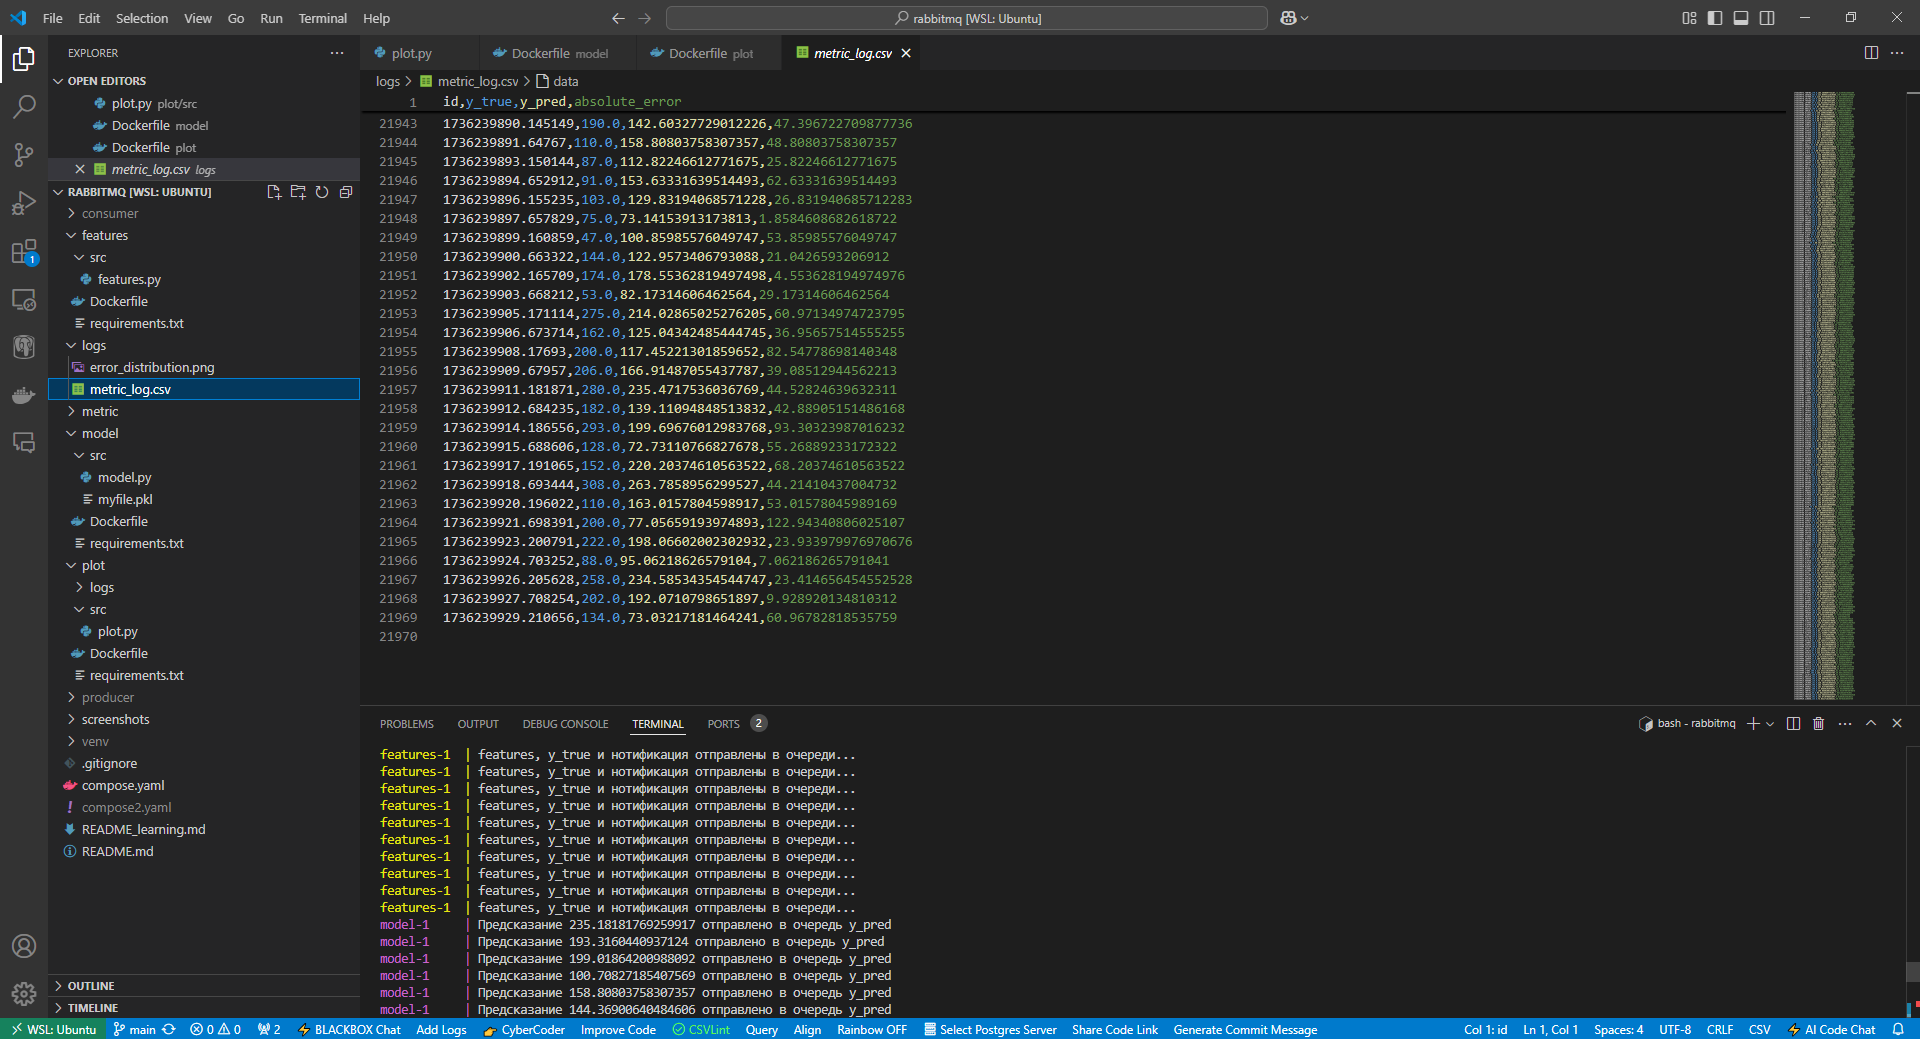 File Edit Selection View Go Run Terminal Help
rabbitmq [WSL: Ubuntu]
EXPLORER
OPEN EDITORS
plot.py plot/src
Dockerfile model
Dockerfile plot
metric_log.csv logs
RABBITMQ [WSL: UBUNTU]
consumer
features
src
features.py
Dockerfile
requirements.txt
logs
error_distribution.png
metric_log.csv
metric
model
src
model.py
myfile.pkl
Dockerfile
requirements.txt
plot
logs
src
plot.py
Dockerfile
requirements.txt
producer
screenshots
venv
.gitignore
compose.yaml
compose2.yaml
README_learning.md
README.md
OUTLINE
TIMELINE
1
plot.py Dockerfile model Dockerfile plot metric_log.csv
logs metric_log.csv data
1 id,y_true,y_pred,absolute_error
21943 1736239890.145149,190.0,142.60327729012226,47.396722709877736
21944 1736239891.64767,110.0,158.80803758307357,48.80803758307357
21945 1736239893.150144,87.0,112.82246612771675,25.82246612771675
21946 1736239894.652912,91.0,153.63331639514493,62.63331639514493
21947 1736239896.155235,103.0,129.83194068571228,26.831940685712283
21948 1736239897.657829,75.0,73.14153913173813,1.8584608682618722
21949 1736239899.160859,47.0,100.85985576049747,53.85985576049747
21950 1736239900.663322,144.0,122.9573406793088,21.0426593206912
21951 1736239902.165709,174.0,178.55362819497498,4.553628194974976
21952 1736239903.668212,53.0,82.17314606462564,29.17314606462564
21953 1736239905.171114,275.0,214.02865025276205,60.97134974723795
21954 1736239906.673714,162.0,125.04342485444745,36.95657514555255
21955 1736239908.17693,200.0,117.45221301859652,82.54778698140348
21956 1736239909.67957,206.0,166.91487055437787,39.08512944562213
21957 1736239911.181871,280.0,235.4717536036769,44.52824639632311
21958 1736239912.684235,182.0,139.11094848513832,42.88905151486168
21959 1736239914.186556,293.0,199.69676012983768,93.30323987016232
21960 1736239915.688606,128.0,72.73110766827678,55.26889233172322
21961 1736239917.191065,152.0,220.20374610563522,68.20374610563522
21962 1736239918.693444,308.0,263.7858956299527,44.21410437004732
21963 1736239920.196022,110.0,163.0157804598917,53.01578045989169
21964 1736239921.698391,200.0,77.05659193974893,122.94340806025107
21965 1736239923.200791,222.0,198.06602002302932,23.933979976970676
21966 1736239924.703252,88.0,95.06218626579104,7.062186265791041
21967 1736239926.205628,258.0,234.58534354544747,23.414656454552528
21968 1736239927.708254,202.0,192.0710798651897,9.928920134810312
21969 1736239929.210656,134.0,73.03217181464241,60.96782818535759
21970
PROBLEMS OUTPUT DEBUG CONSOLE TERMINAL PORTS 2
bash - rabbitmq
features-1 | features, y_true и нотификация отправлены в очереди...
features-1 | features, y_true и нотификация отправлены в очереди...
features-1 | features, y_true и нотификация отправлены в очереди...
features-1 | features, y_true и нотификация отправлены в очереди...
features-1 | features, y_true и нотификация отправлены в очереди...
features-1 | features, y_true и нотификация отправлены в очереди...
features-1 | features, y_true и нотификация отправлены в очереди...
features-1 | features, y_true и нотификация отправлены в очереди...
features-1 | features, y_true и нотификация отправлены в очереди...
features-1 | features, y_true и нотификация отправлены в очереди...
model-1 | Предсказание 235.18181769259917 отправлено в очередь y_pred
model-1 | Предсказание 193.3160440937124 отправлено в очередь y_pred
model-1 | Предсказание 199.01864200988092 отправлено в очередь y_pred
model-1 | Предсказание 100.70827185407569 отправлено в очередь y_pred
model-1 | Предсказание 158.80803758307357 отправлено в очередь y_pred
model-1 | Предсказание 144.36900640484606 отправлено в очередь y_pred
WSL: Ubuntu main 0 0 2 BLACKBOX Chat Add Logs CyberCoder Improve Code CSVLint Query Align Rainbow OFF Select Postgres Server Share Code Link Generate Commit Message Col 1: id Ln 1, Col 1 Spaces: 4 UTF-8 CRLF CSV AI Code Chat